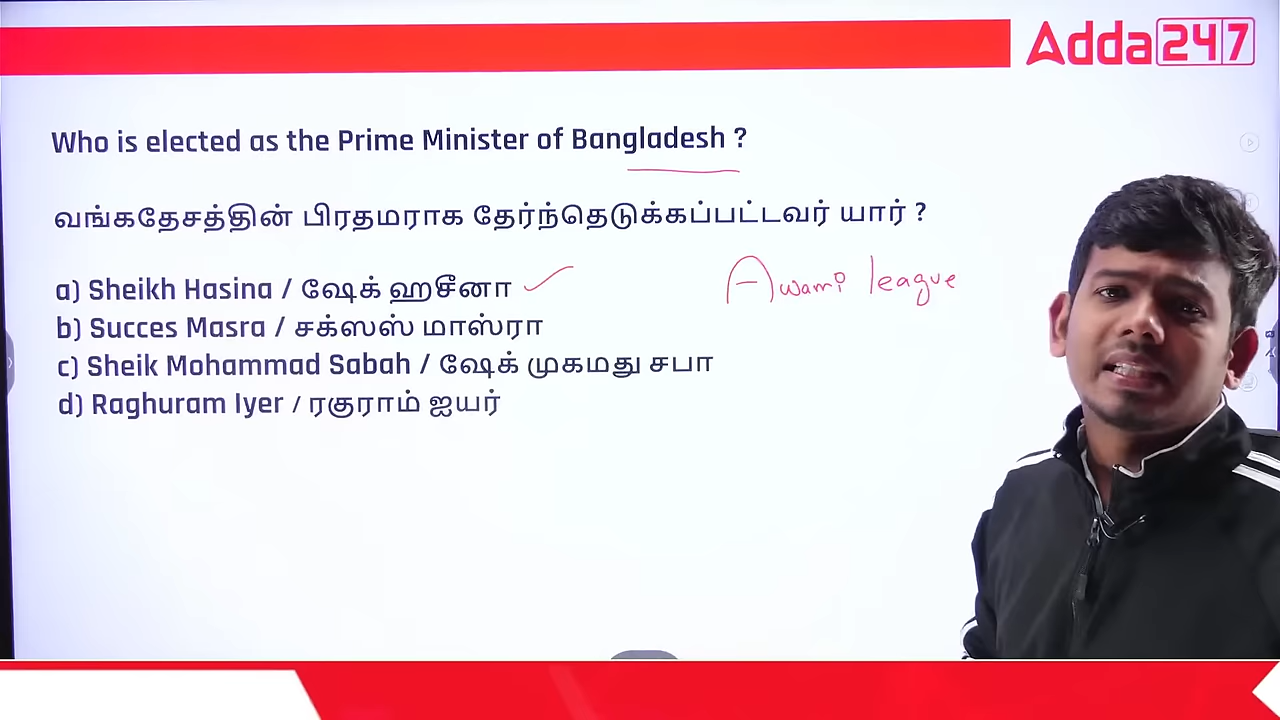 Adda247
Who is elected as the Prime Minister of Bangladesh ?
வங்கதேசத்தின் பிரதமராக தேர்ந்தெடுக்கப்பட்டவர் யார் ?
a) Sheikh Hasina / ஷேக் ஹசீனா
Awami league
b) Succes Masra / சக்ஸஸ் மாஸ்ரா
c) Sheik Mohammad Sabah / ஷேக் முகமது சபா
d) Raghuram Iyer / ரகுராம் ஐயர்